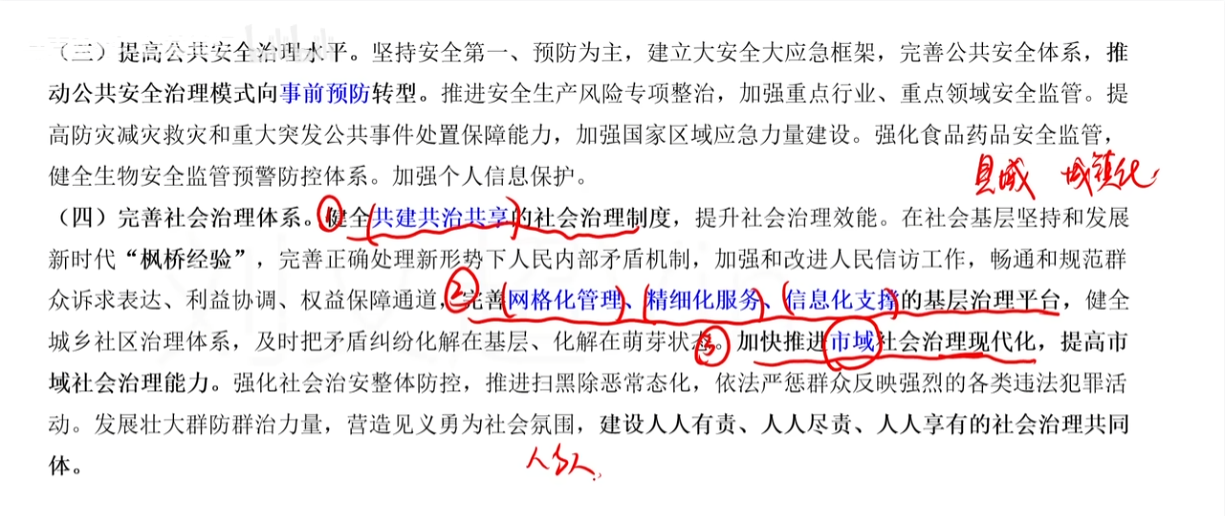 （三）提高公共安全治理水平。坚持安全第一、预防为主，建立大安全大应急框架，完善公共安全体系，推
动公共安全治理模式向事前预防转型。推进安全生产风险专项整治，加强重点行业、重点领域安全监管。提
高防灾减灾救灾和重大突发公共事件处置保障能力，加强国家区域应急力量建设。强化食品药品安全监管，
健全生物安全监管预警防控体系。加强个人信息保护。
县域 城镇化
（四）完善社会治理体系。①健全共建共治共享的社会治理制度，提升社会治理效能。在社会基层坚持和发展
新时代“枫桥经验”，完善正确处理新形势下人民内部矛盾机制，加强和改进人民信访工作，畅通和规范群
众诉求表达、利益协调、权益保障通道，②完善网格化管理、精细化服务、信息化支撑的基层治理平台，健全
城乡社区治理体系，及时把矛盾纠纷化解在基层、化解在萌芽状态。③加快推进市域社会治理现代化，提高市
域社会治理能力。强化社会治安整体防控，推进扫黑除恶常态化，依法严惩群众反映强烈的各类违法犯罪活
动。发展壮大群防群治力量，营造见义勇为社会氛围，建设人人有责、人人尽责、人人享有的社会治理共同
体。